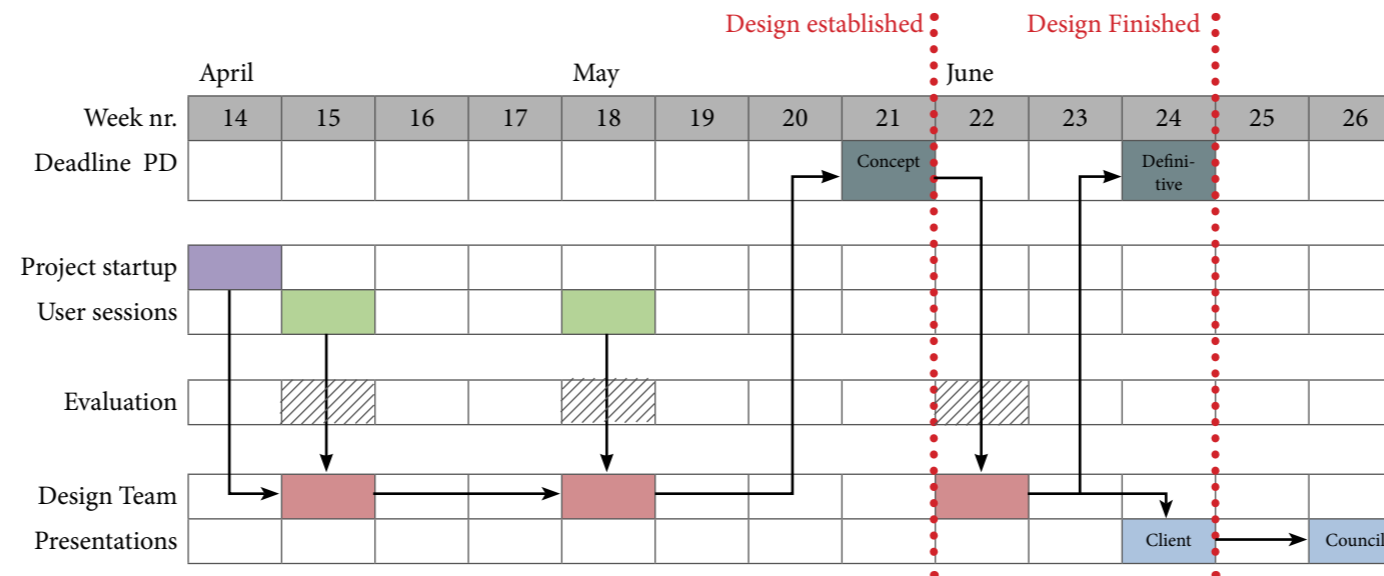 Design established
Design Finished
April
May
June
Week nr.
14
15
16
17
18
19
20
21
22
23
24
25
26
Deadline PD
Concept
Defini-
tive
Project startup
User sessions
Evaluation
Design Team
Presentations
Client
Council